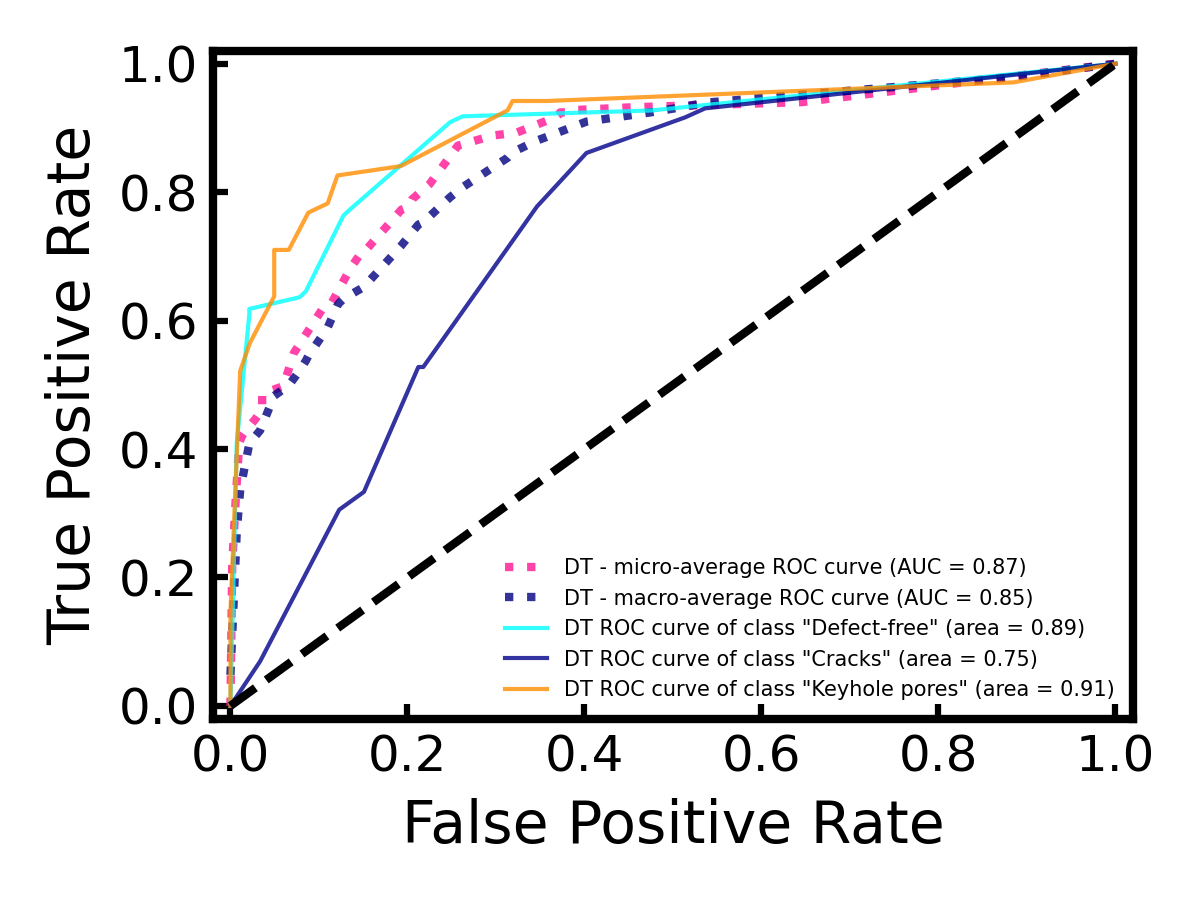 True Positive Rate
1.0
0.8
0.6
0.4
0.2
0.0
DT - micro-average ROC curve (AUC = 0.87)
DT - macro-average ROC curve (AUC = 0.85)
DT ROC curve of class "Defect-free" (area = 0.89)
DT ROC curve of class "Cracks" (area = 0.75)
DT ROC curve of class "Keyhole pores" (area = 0.91)
0.0 0.2 0.4 0.6 0.8 1.0
False Positive Rate